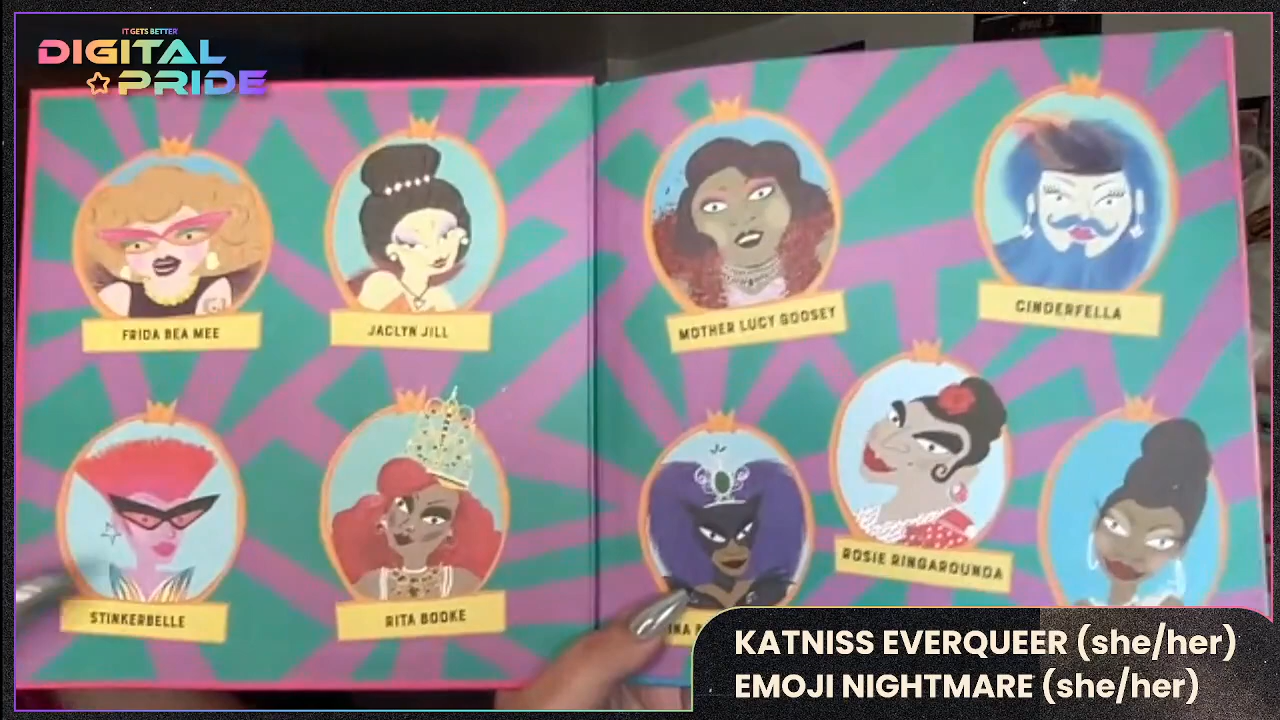 IT GETS BETTER
DIGITAL
PRIDE
FRIDA BEA MEE
JACLYN JILL
MOTHER LUCY GOOSEY
CINDERFELLA
STINKERBELLE
RITA BOOKE
ROSIE RINGAROUNDA
KATNISS EVERQUEER (she/her)
EMOJI NIGHTMARE (she/her)